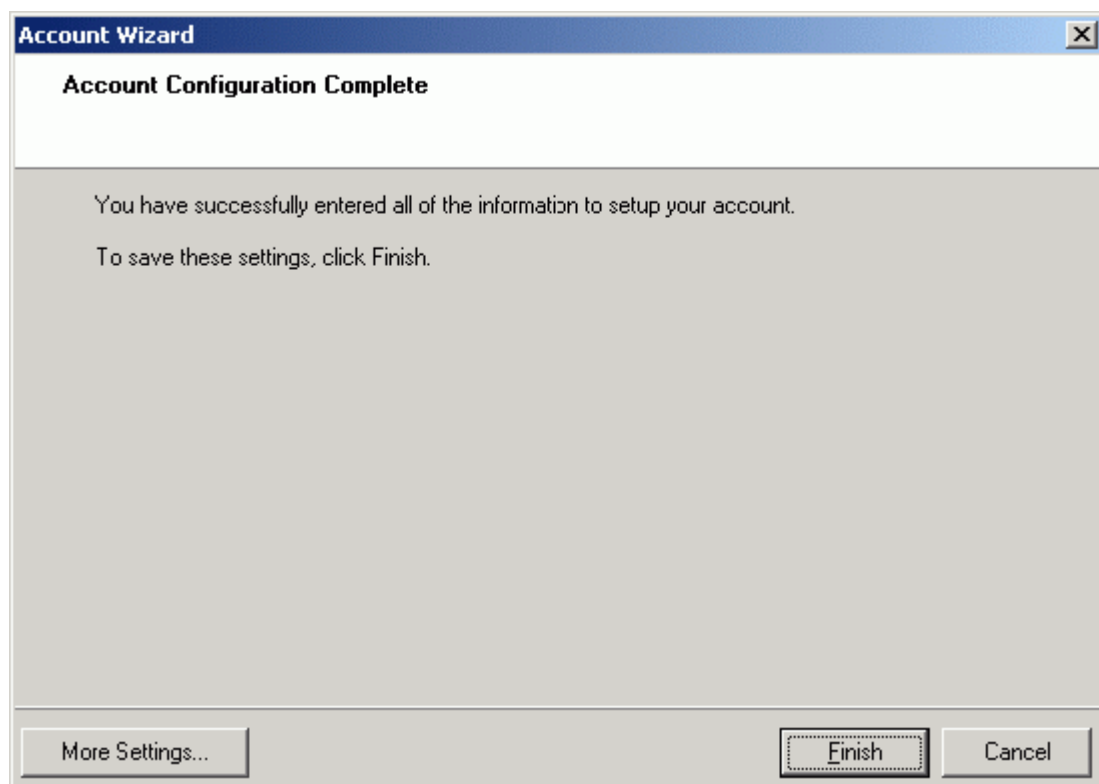 Account Wizard
Account Configuration Complete
You have successfully entered all of the information to setup your account.
To save these settings, click Finish.
More Settings...
Finish
Cancel